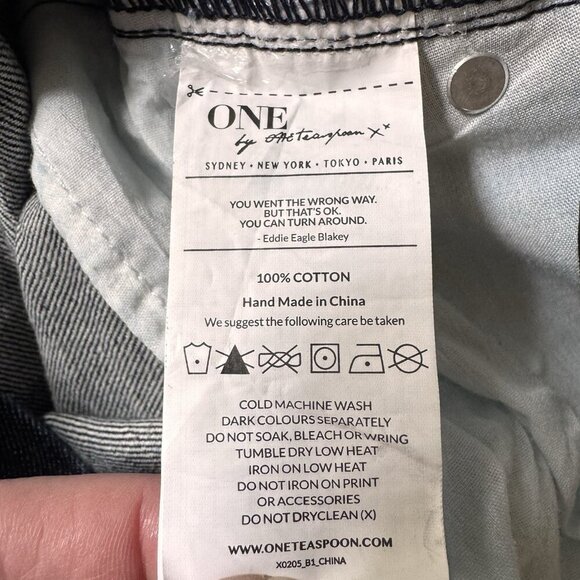 ONE
by oneteaspoon x
SYDNEY • NEW YORK • TOKYO • PARIS
YOU WENT THE WRONG WAY.
BUT THAT'S OK.
YOU CAN TURN AROUND.
- Eddie Eagle Blakey
100% COTTON
Hand Made in China
We suggest the following care be taken
COLD MACHINE WASH
DARK COLOURS SEPARATELY
DO NOT SOAK, BLEACH OR WRING
TUMBLE DRY LOW HEAT
IRON ON LOW HEAT
DO NOT IRON ON PRINT
OR ACCESSORIES
DO NOT DRYCLEAN (X)
WWW.ONETEASPOON.COM
X0205_B1_CHINA